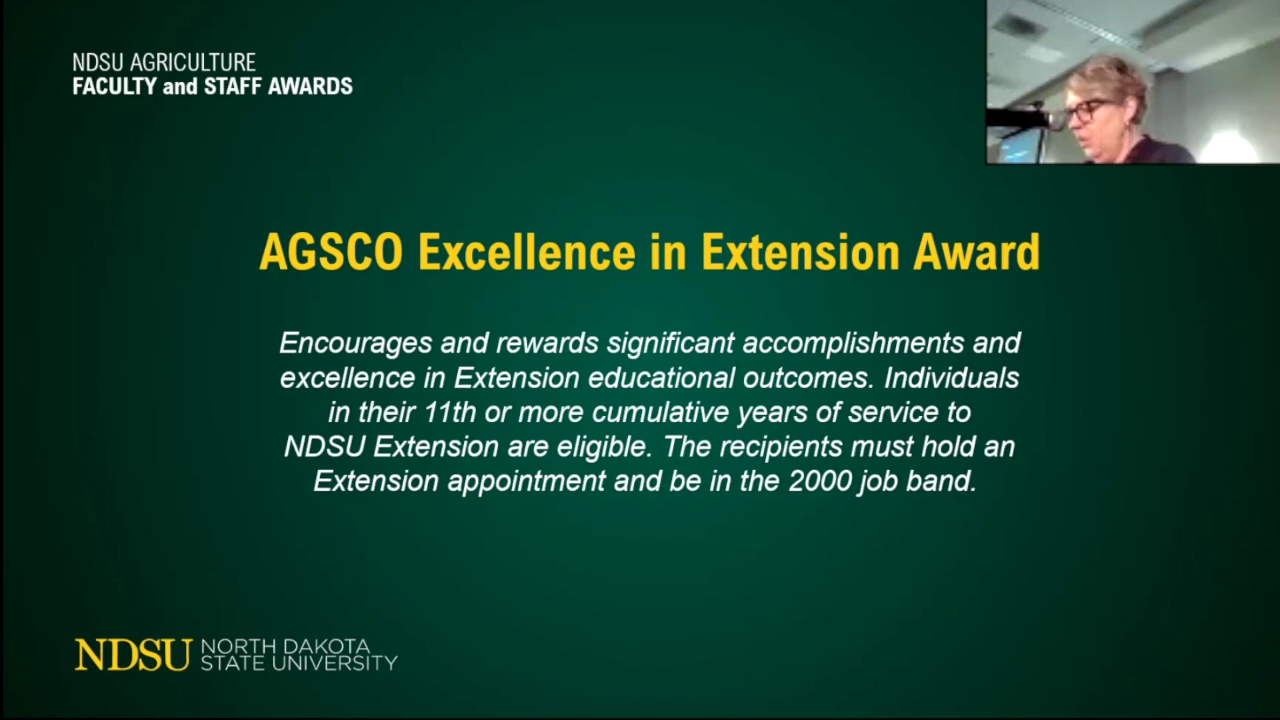 NDSU AGRICULTURE
FACULTY and STAFF AWARDS
AGSCO Excellence in Extension Award
Encourages and rewards significant accomplishments and
excellence in Extension educational outcomes. Individuals
in their 11th or more cumulative years of service to
NDSU Extension are eligible. The recipients must hold an
Extension appointment and be in the 2000 job band.
NDSU NORTH DAKOTA
STATE UNIVERSITY